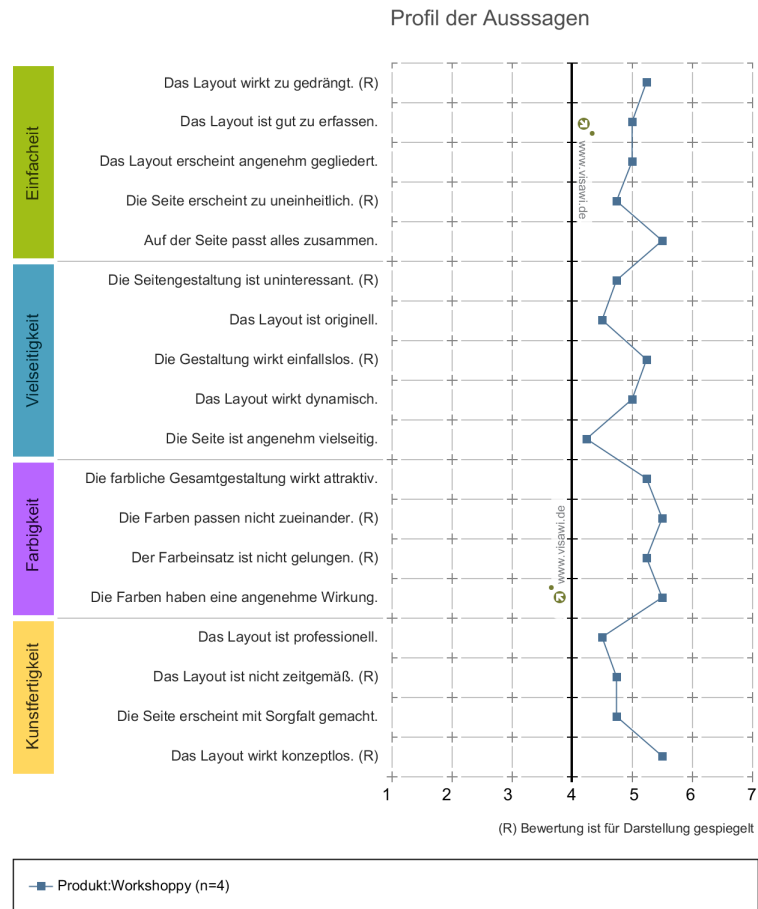 Profil der Ausssagen
Einfacheit
Das Layout wirkt zu gedrängt. (R)
Das Layout ist gut zu erfassen.
Das Layout erscheint angenehm gegliedert.
Die Seite erscheint zu uneinheitlich. (R)
Auf der Seite passt alles zusammen.
www.visawi.de
Vielseitigkeit
Die Seitengestaltung ist uninteressant. (R)
Das Layout ist originell.
Die Gestaltung wirkt einfallslos. (R)
Das Layout wirkt dynamisch.
Die Seite ist angenehm vielseitig.
Farbigkeit
Die farbliche Gesamtgestaltung wirkt attraktiv.
Die Farben passen nicht zueinander. (R)
Der Farbeinsatz ist nicht gelungen. (R)
Die Farben haben eine angenehme Wirkung.
www.visawi.de
Kunstfertigkeit
Das Layout ist professionell.
Das Layout ist nicht zeitgemäß. (R)
Die Seite erscheint mit Sorgfalt gemacht.
Das Layout wirkt konzeptlos. (R)
1 2 3 4 5 6 7
(R) Bewertung ist für Darstellung gespiegelt
Produkt:Workshoppy (n=4)